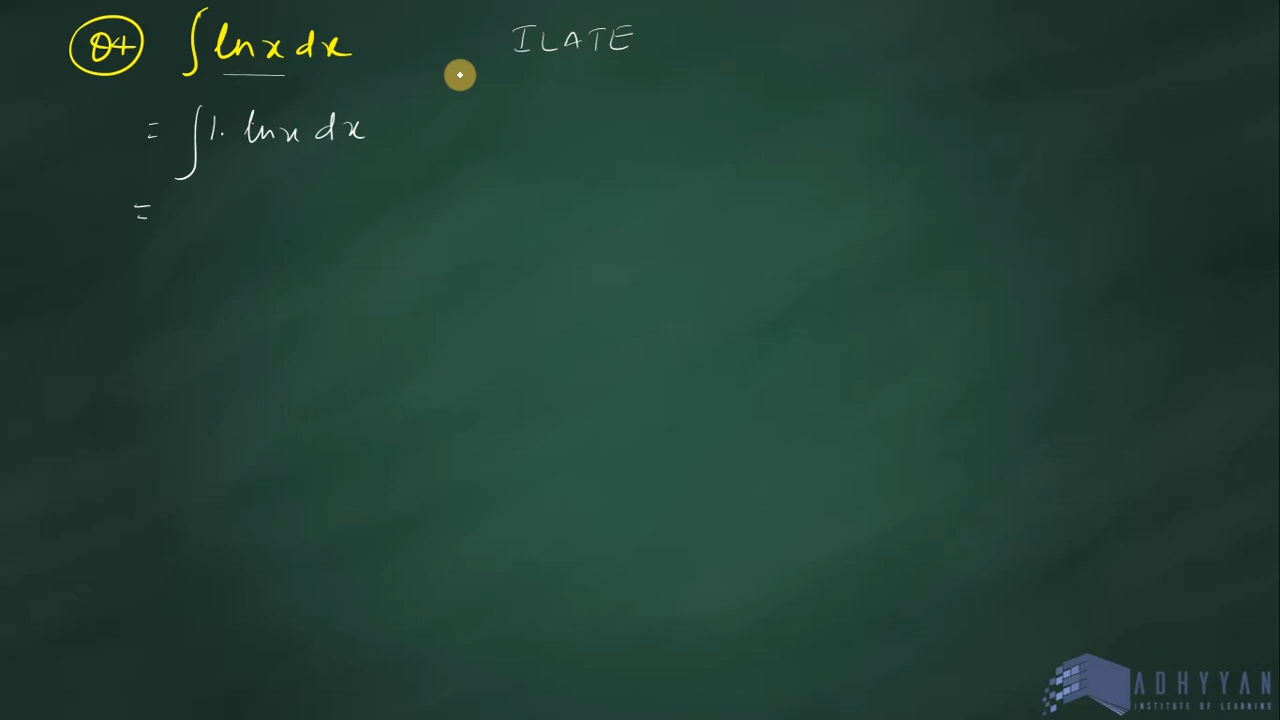 Q4 ∫ ln x dx ILATE
= ∫ 1. ln x dx
=
ADHYYAN
INSTITUTE OF LEARNING